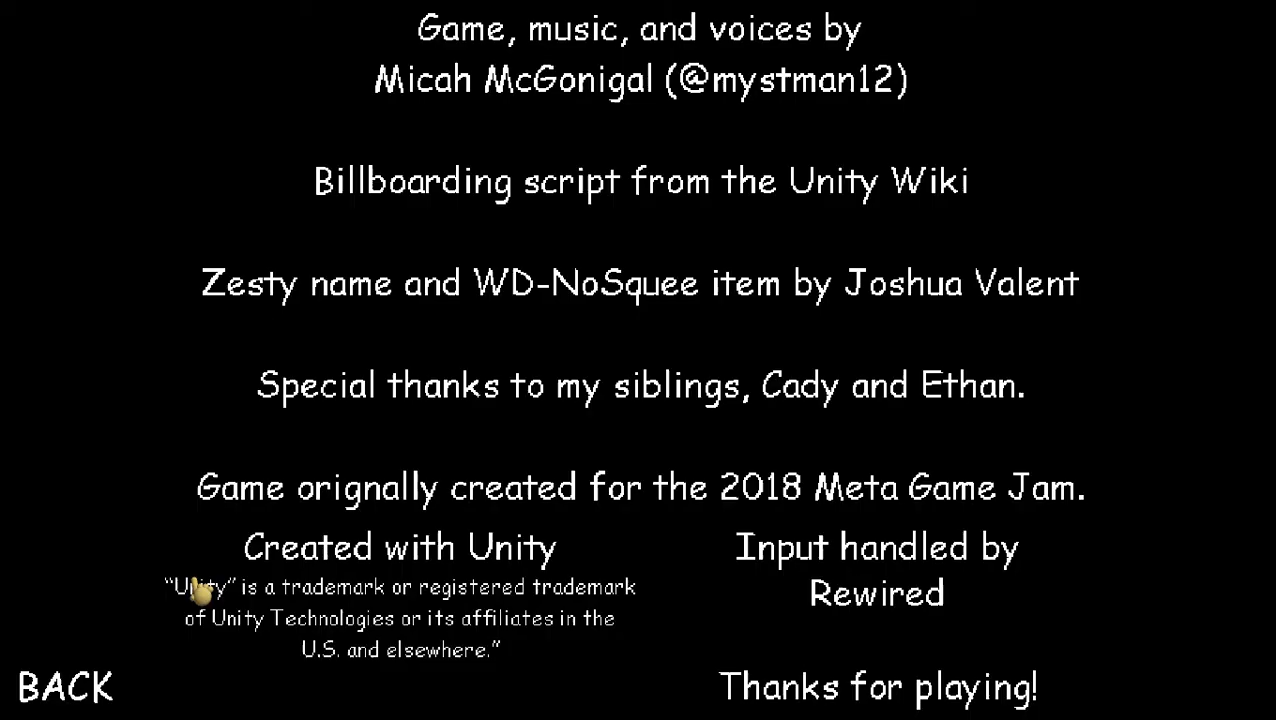 Game, music, and voices by
Micah McGonigal (@mystman12)
Billboarding script from the Unity Wiki
Zesty name and WD-NoSquee item by Joshua Valent
Special thanks to my siblings, Cady and Ethan.
Game orignally created for the 2018 Meta Game Jam.
Created with Unity
“Unity” is a trademark or registered trademark
of Unity Technologies or its affiliates in the
U.S. and elsewhere.”
Input handled by
Rewired
BACK
Thanks for playing!